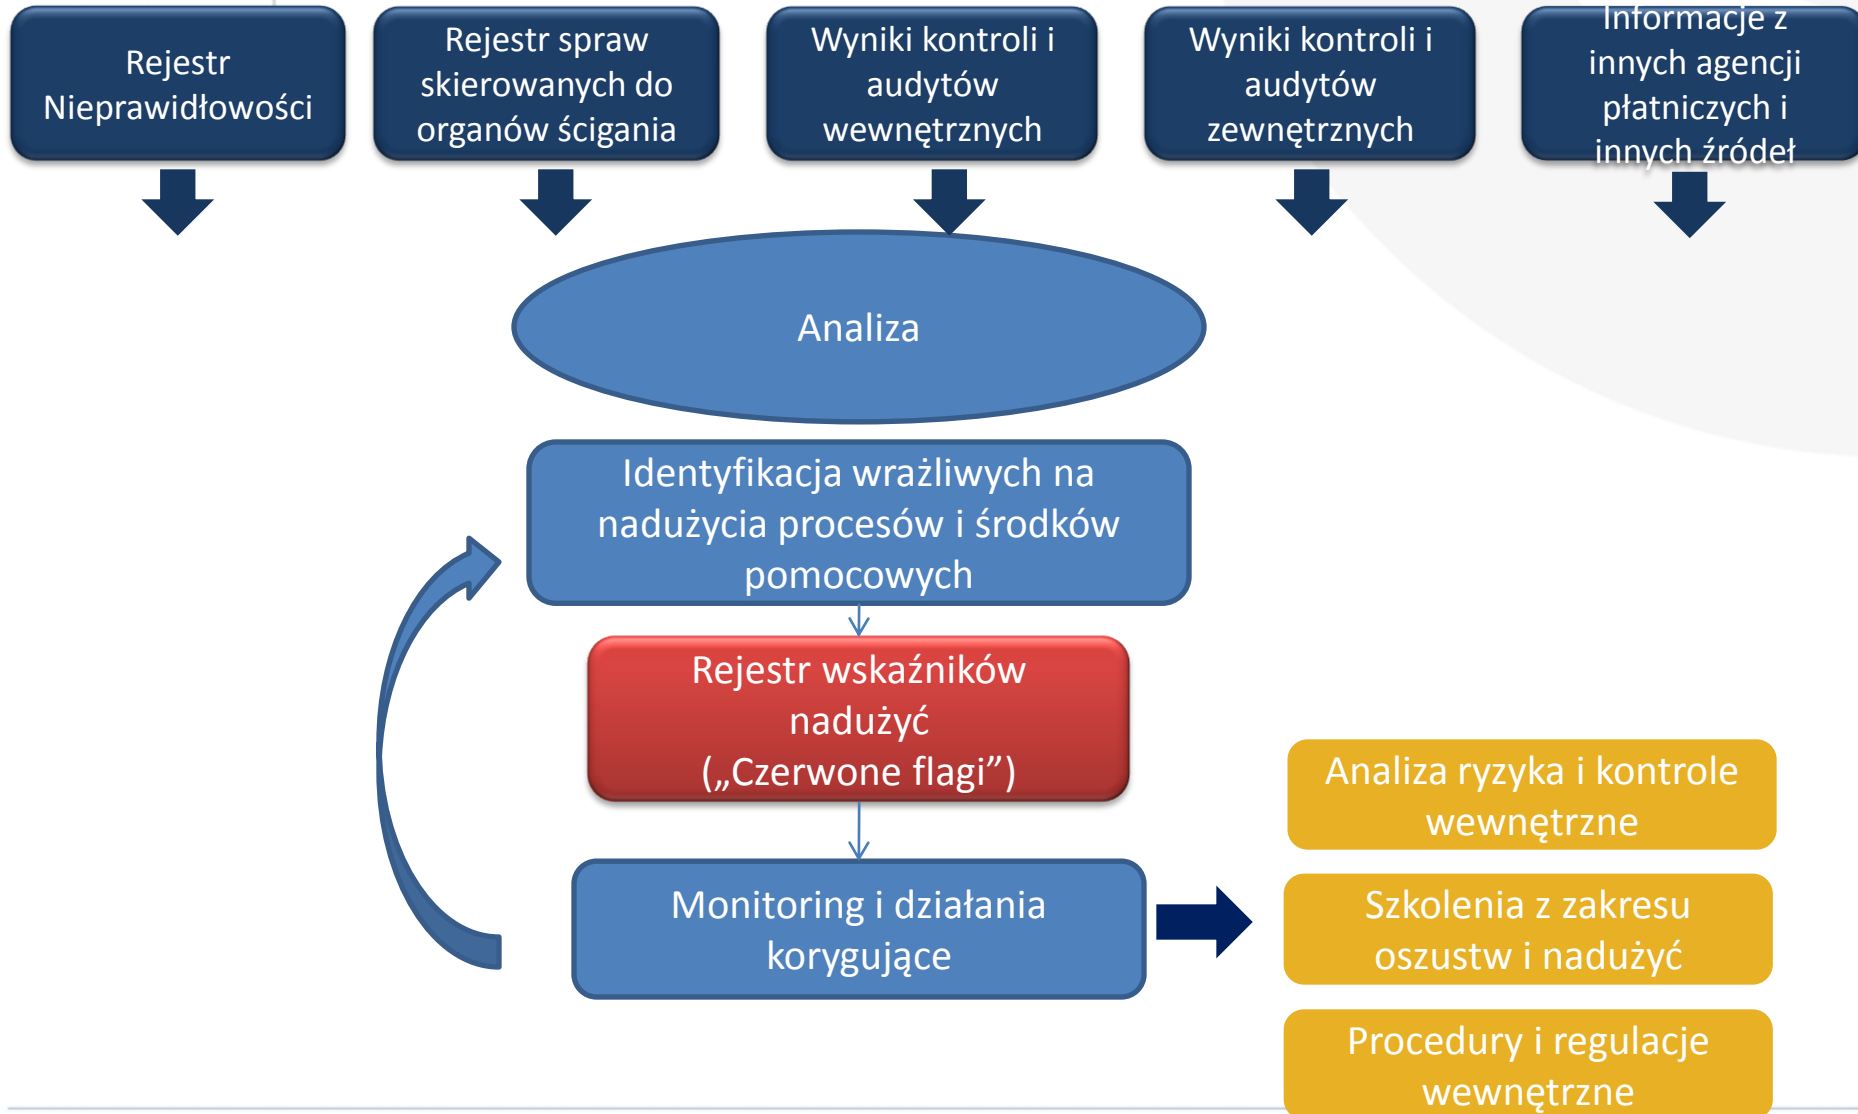 Rejestr
Nieprawidłowości
Rejestr spraw
skierowanych do
organów ścigania
Wyniki kontroli i
audytów
wewnętrznych
Wyniki kontroli i
audytów
zewnętrznych
Informacje z
innych agencji
płatniczych i
innych źródeł
Analiza
Identyfikacja wrażliwych na
nadużycia procesów i środków
pomocowych
Rejestr wskaźników
nadużyć
(„Czerwone flagi”)
Monitoring i działania
korygujące
Analiza ryzyka i kontrole
wewnętrzne
Szkolenia z zakresu
oszustw i nadużyć
Procedury i regulacje
wewnętrzne